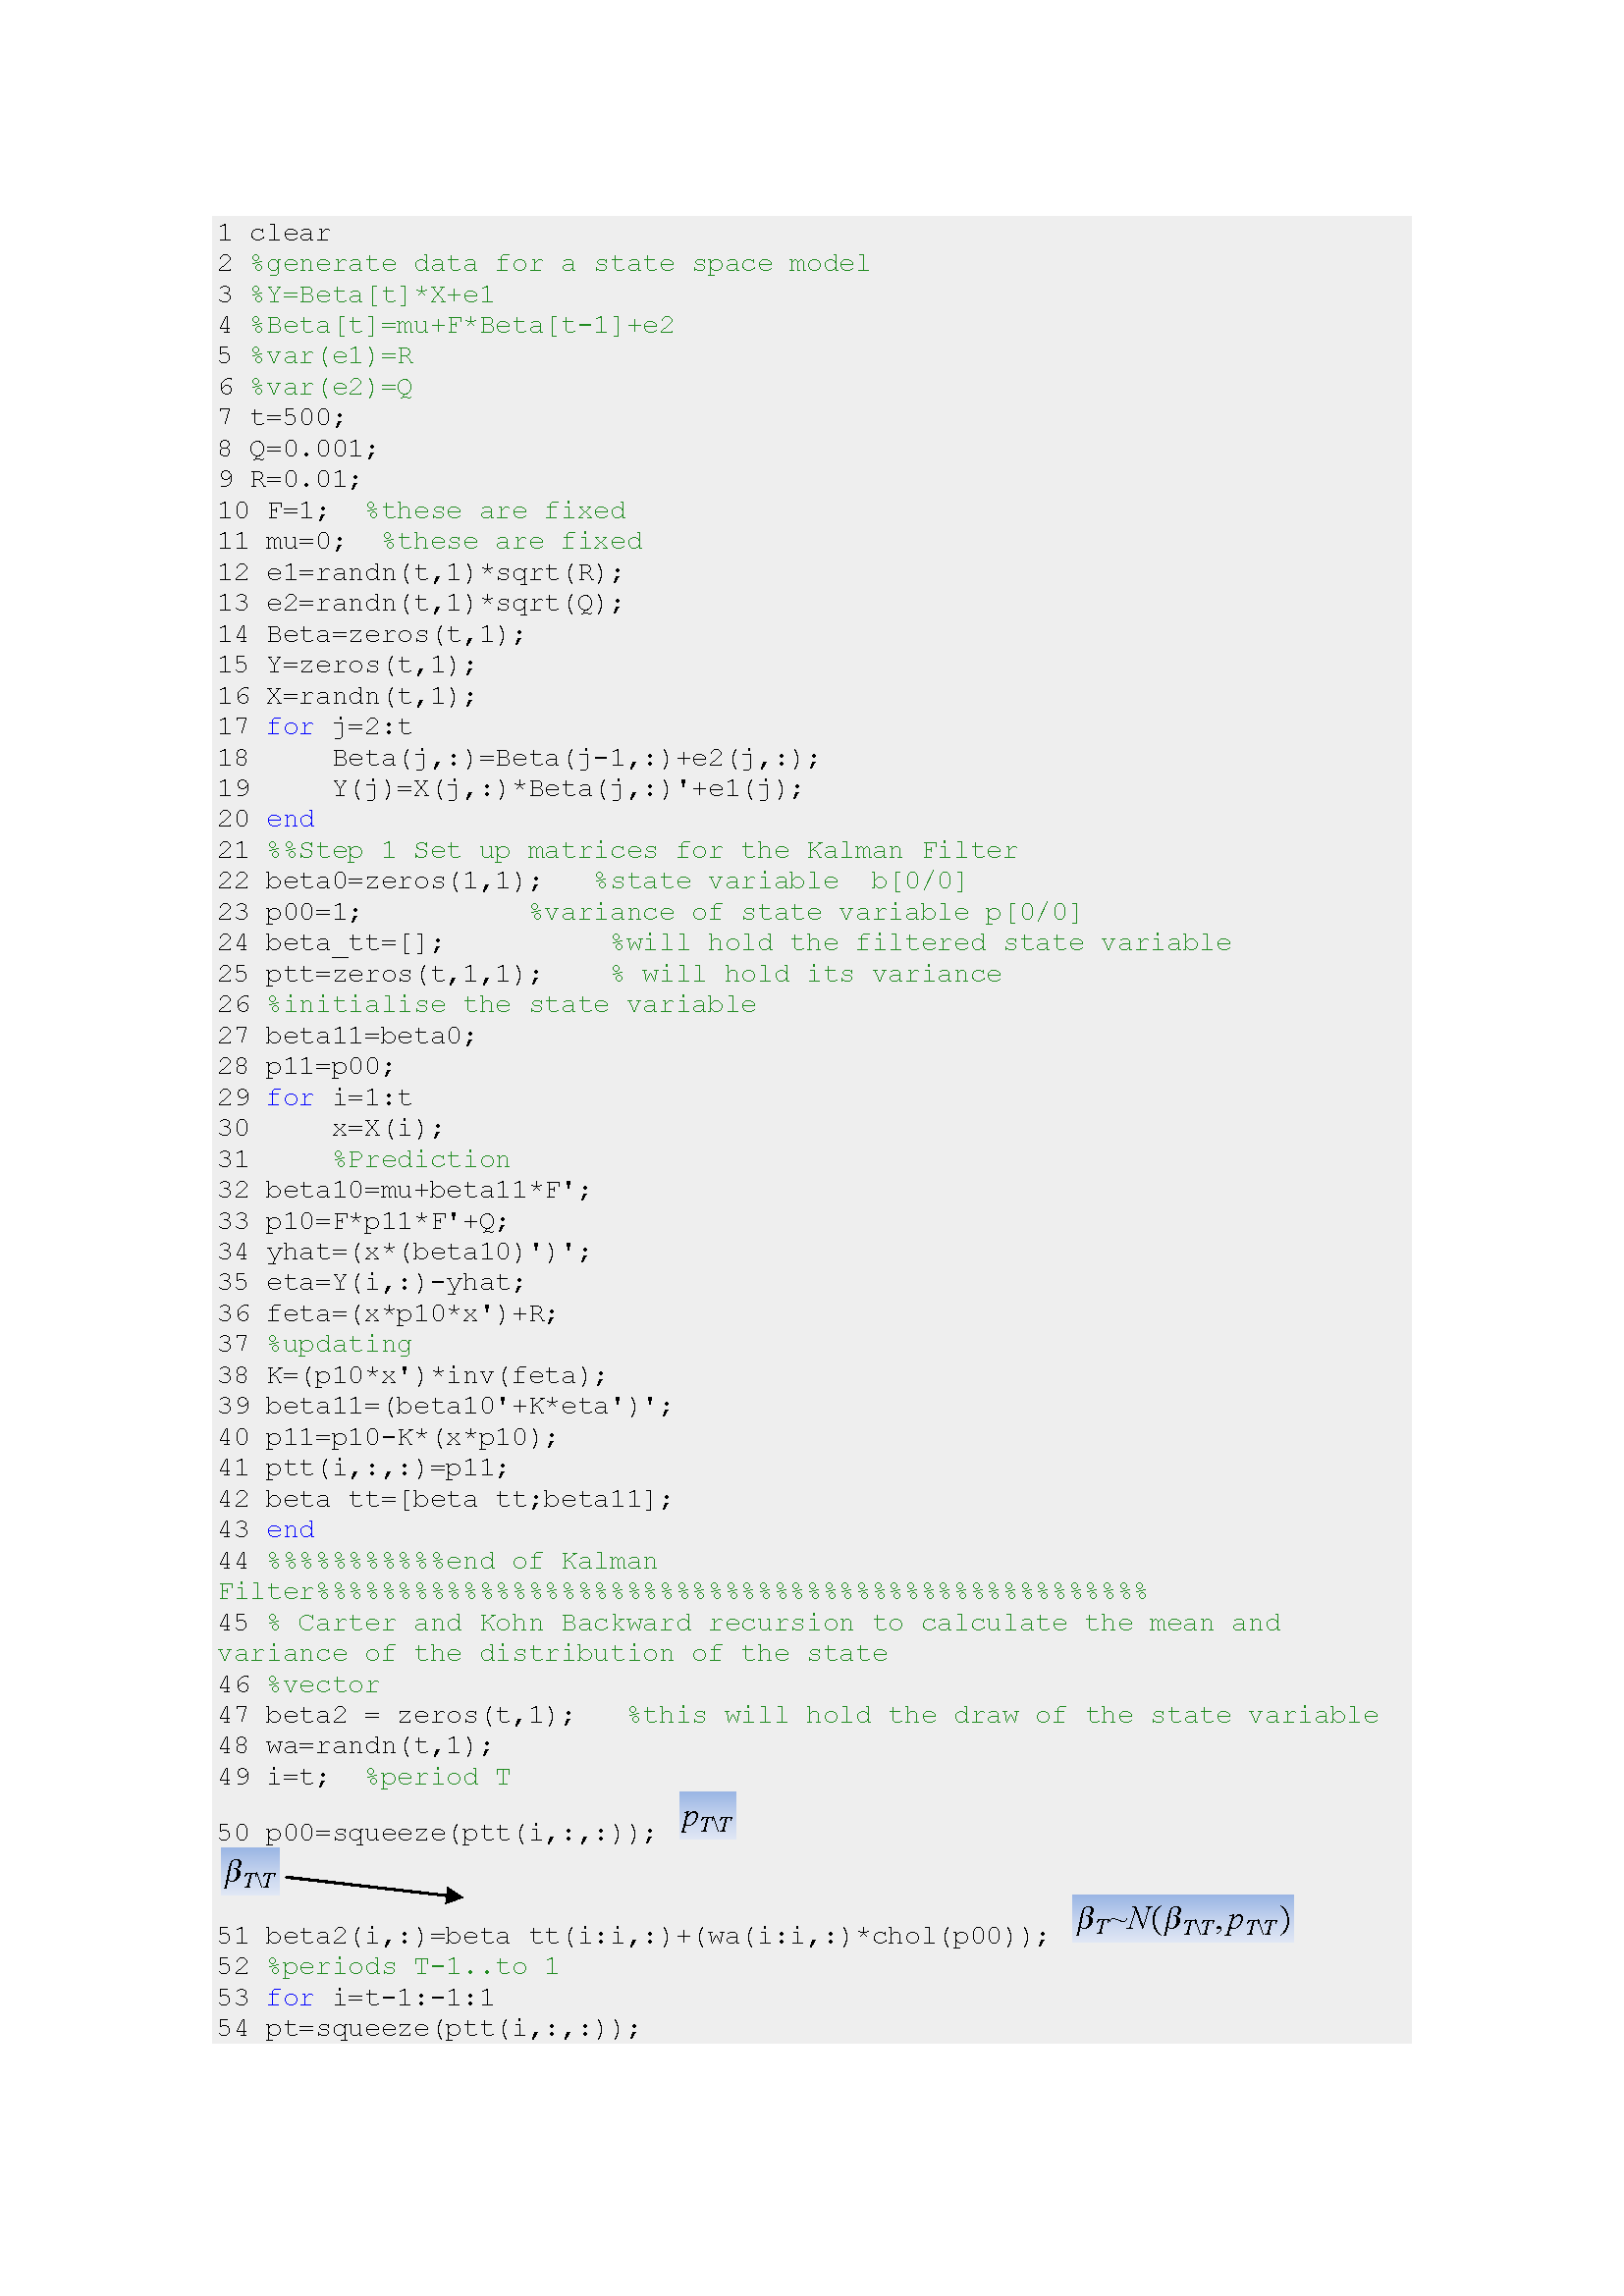 1 clear
2 %generate data for a state space model
3 %Y=Beta[t]*X+e1
4 %Beta[t]=mu+F*Beta[t-1]+e2
5 %var(e1)=R
6 %var(e2)=Q
7 t=500;
8 Q=0.001;
9 R=0.01;
10 F=1;  %these are fixed
11 mu=0;  %these are fixed
12 e1=randn(t,1)*sqrt(R);
13 e2=randn(t,1)*sqrt(Q);
14 Beta=zeros(t,1);
15 Y=zeros(t,1);
16 X=randn(t,1);
17 for j=2:t
18     Beta(j,:)=Beta(j-1,:)+e2(j,:);
19     Y(j)=X(j,:)*Beta(j,:)'+e1(j);
20 end
21 %%Step 1 Set up matrices for the Kalman Filter
22 beta0=zeros(1,1);   %state variable  b[0/0]
23 p00=1;          %variance of state variable p[0/0]
24 beta_tt=[];          %will hold the filtered state variable
25 ptt=zeros(t,1,1);    % will hold its variance
26 %initialise the state variable
27 beta11=beta0;
28 p11=p00;
29 for i=1:t
30     x=X(i);
31     %Prediction
32 beta10=mu+beta11*F';
33 p10=F*p11*F'+Q;
34 yhat=(x*(beta10)')';
35 eta=Y(i,:)-yhat;
36 feta=(x*p10*x')+R;
37 %updating
38 K=(p10*x')*inv(feta);
39 beta11=(beta10'+K*eta')';
40 p11=p10-K*(x*p10);
41 ptt(i,:,:)=p11;
42 beta tt=[beta tt;beta11];
43 end
44 %%%%%%%%%%%end of Kalman
Filter%%%%%%%%%%%%%%%%%%%%%%%%%%%%%%%%%%%%%%%%%%%%%%%%%%%
45 % Carter and Kohn Backward recursion to calculate the mean and
variance of the distribution of the state
46 %vector
47 beta2 = zeros(t,1);   %this will hold the draw of the state variable
48 wa=randn(t,1);
49 i=t;  %period T
50 p00=squeeze(ptt(i,:,:)); p_{T\T}
β_{T\T}
51 beta2(i,:)=beta tt(i:i,:)+(wa(i:i,:)*chol(p00)); β_T~N(β_{T\T},p_{T\T})
52 %periods T-1..to 1
53 for i=t-1:-1:1
54 pt=squeeze(ptt(i,:,:));